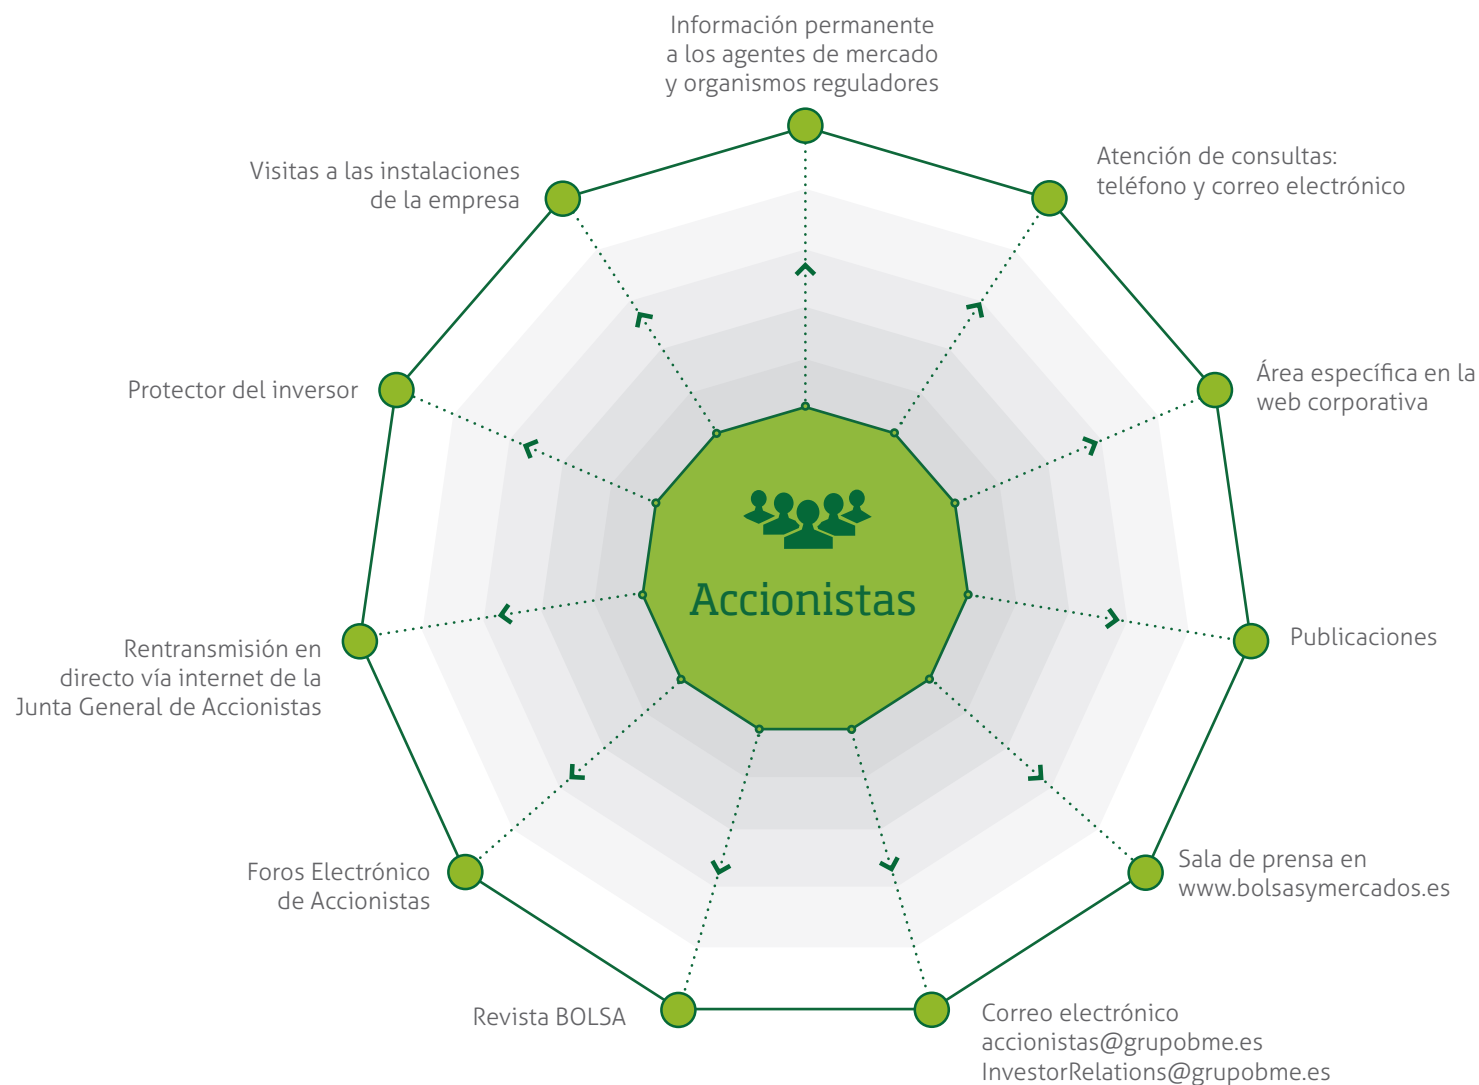 Información permanente
a los agentes de mercado
y organismos reguladores
Atención de consultas:
teléfono y correo electrónico
Área específica en la
web corporativa
Publicaciones
Sala de prensa en
www.bolsasymercados.es
Correo electrónico
accionistas@grupobme.es
InvestorRelations@grupobme.es
Revista BOLSA
Foros Electrónico
de Accionistas
Rentransmisión en
directo vía internet de la
Junta General de Accionistas
Protector del inversor
Visitas a las instalaciones
de la empresa
Accionistas